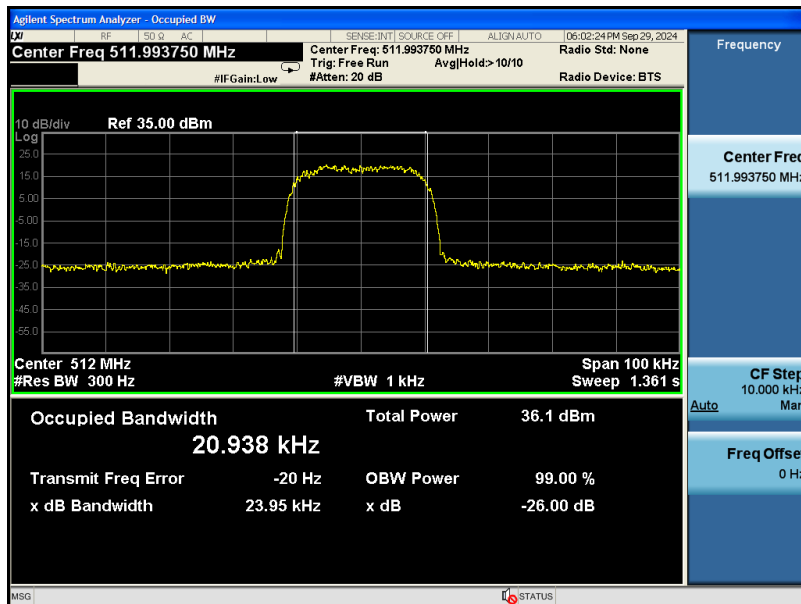 Agilent Spectrum Analyzer - Occupied BW
LXI RF 50 Ω AC SENSE:INT SOURCE OFF ALIGN AUTO 06:02:24 PM Sep 29, 2024
Center Freq 511.993750 MHz Center Freq: 511.993750 MHz Radio Std: None
Trig: Free Run Avg|Hold:> 10/10
#IFGain:Low #Atten: 20 dB Radio Device: BTS
Frequency
10 dB/div Ref 35.00 dBm
Log
25.0
15.0
5.00
-5.00
-15.0
-25.0
-35.0
-45.0
-55.0
Center 512 MHz Span 100 kHz
#Res BW 300 Hz #VBW 1 kHz Sweep 1.361 s
Occupied Bandwidth Total Power 36.1 dBm
20.938 kHz
Transmit Freq Error -20 Hz OBW Power 99.00 %
x dB Bandwidth 23.95 kHz x dB -26.00 dB
Center Freq
511.993750 MHz
CF Step
10.000 kHz
Auto Man
Freq Offset
0 Hz
MSG STATUS